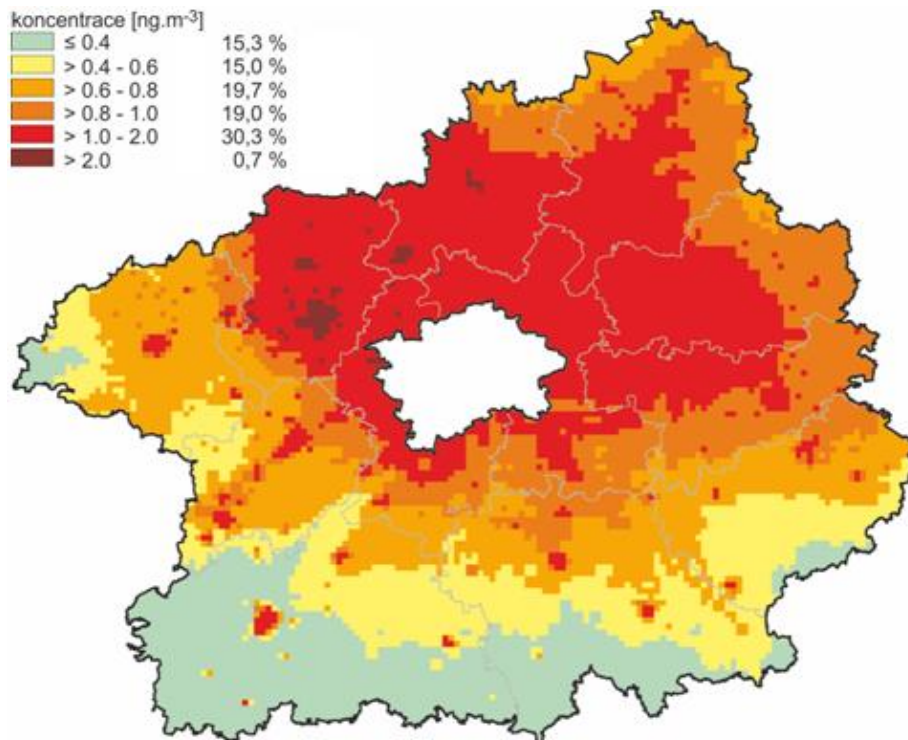 koncentrace [ng.m⁻³]
≤ 0.4 15,3 %
> 0.4 - 0.6 15,0 %
> 0.6 - 0.8 19,7 %
> 0.8 - 1.0 19,0 %
> 1.0 - 2.0 30,3 %
> 2.0 0,7 %